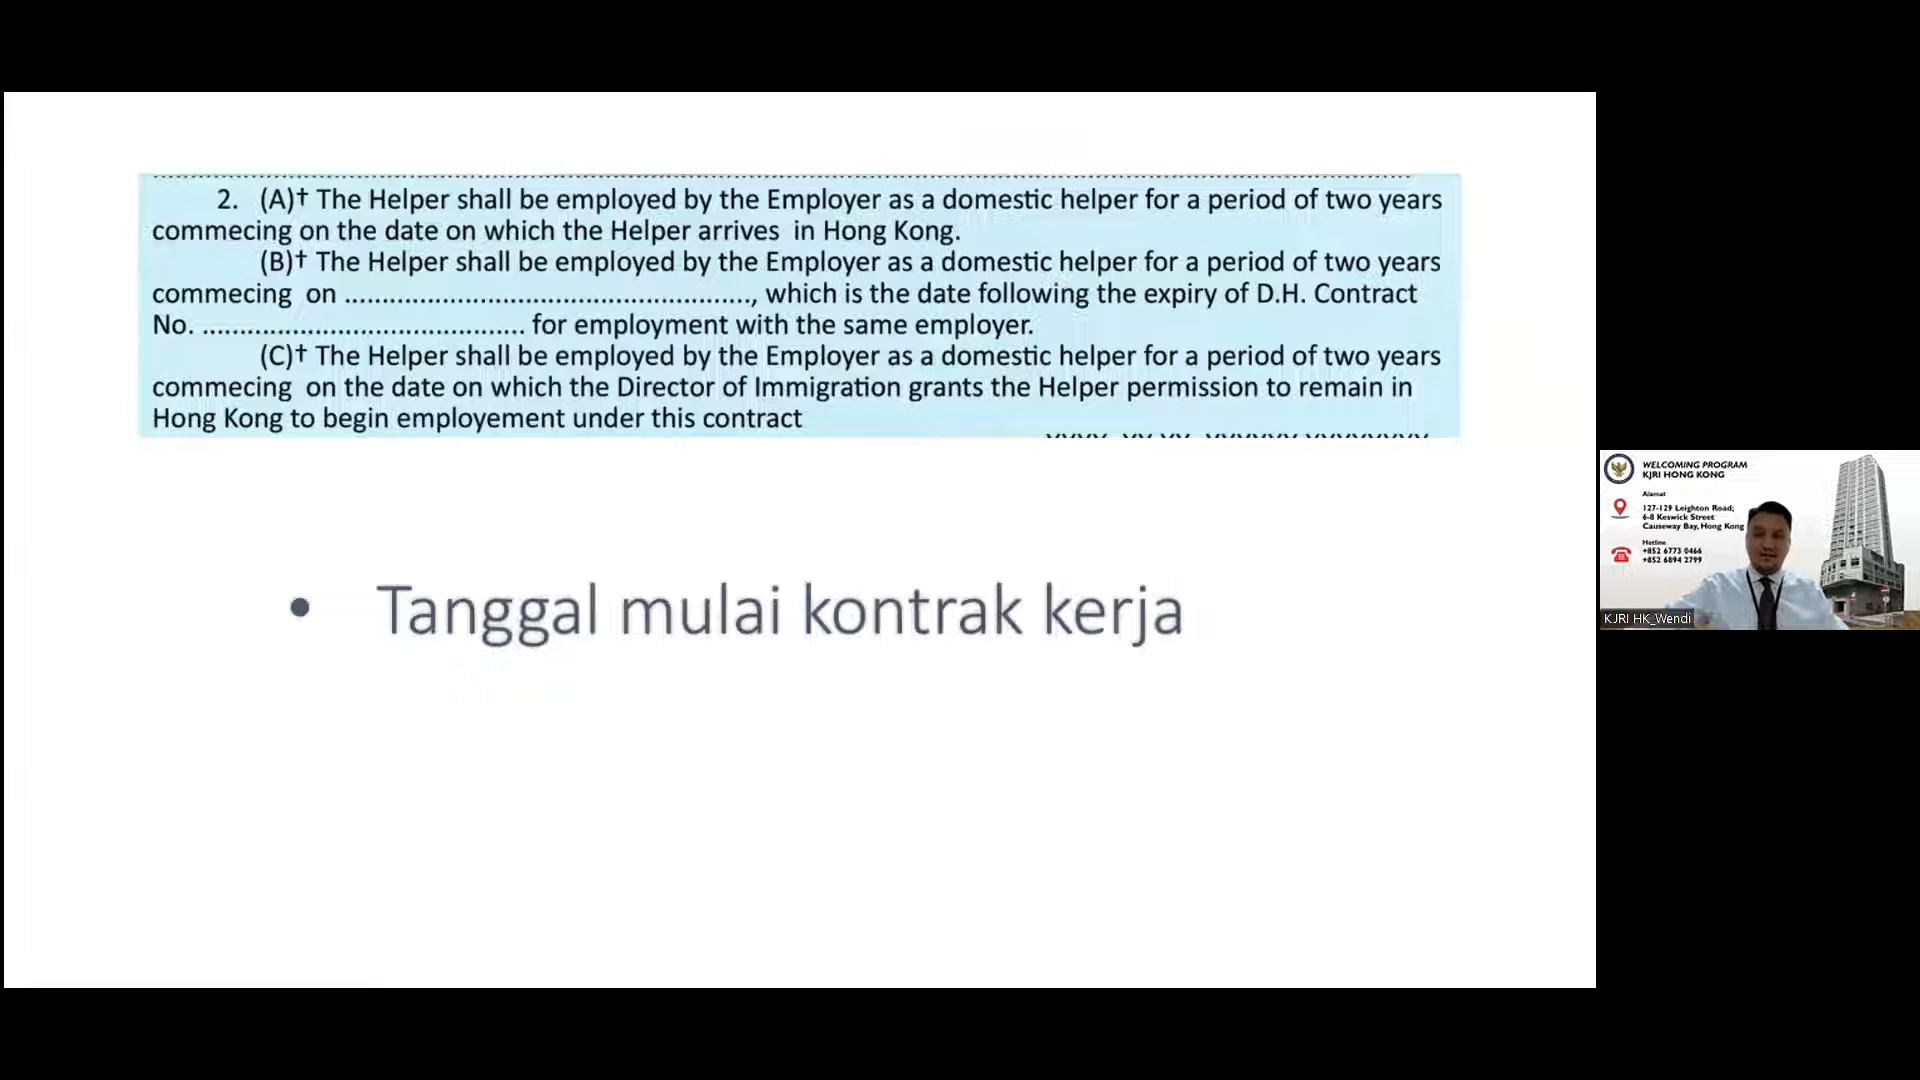 2. (A)† The Helper shall be employed by the Employer as a domestic helper for a period of two years
commecing on the date on which the Helper arrives in Hong Kong.
(B)† The Helper shall be employed by the Employer as a domestic helper for a period of two years
commecing on ....................................................., which is the date following the expiry of D.H. Contract
No. .......................................... for employment with the same employer.
(C)† The Helper shall be employed by the Employer as a domestic helper for a period of two years
commecing on the date on which the Director of Immigration grants the Helper permission to remain in
Hong Kong to begin employement under this contract
• Tanggal mulai kontrak kerja
WELCOMING PROGRAM
KJRI HONG KONG
Alamat
127-129 Leighton Road;
6-8 Keswick Street
Causeway Bay, Hong Kong
Hotline
+852 6773 0466
+852 6894 2799
KJRI HK_Wendi